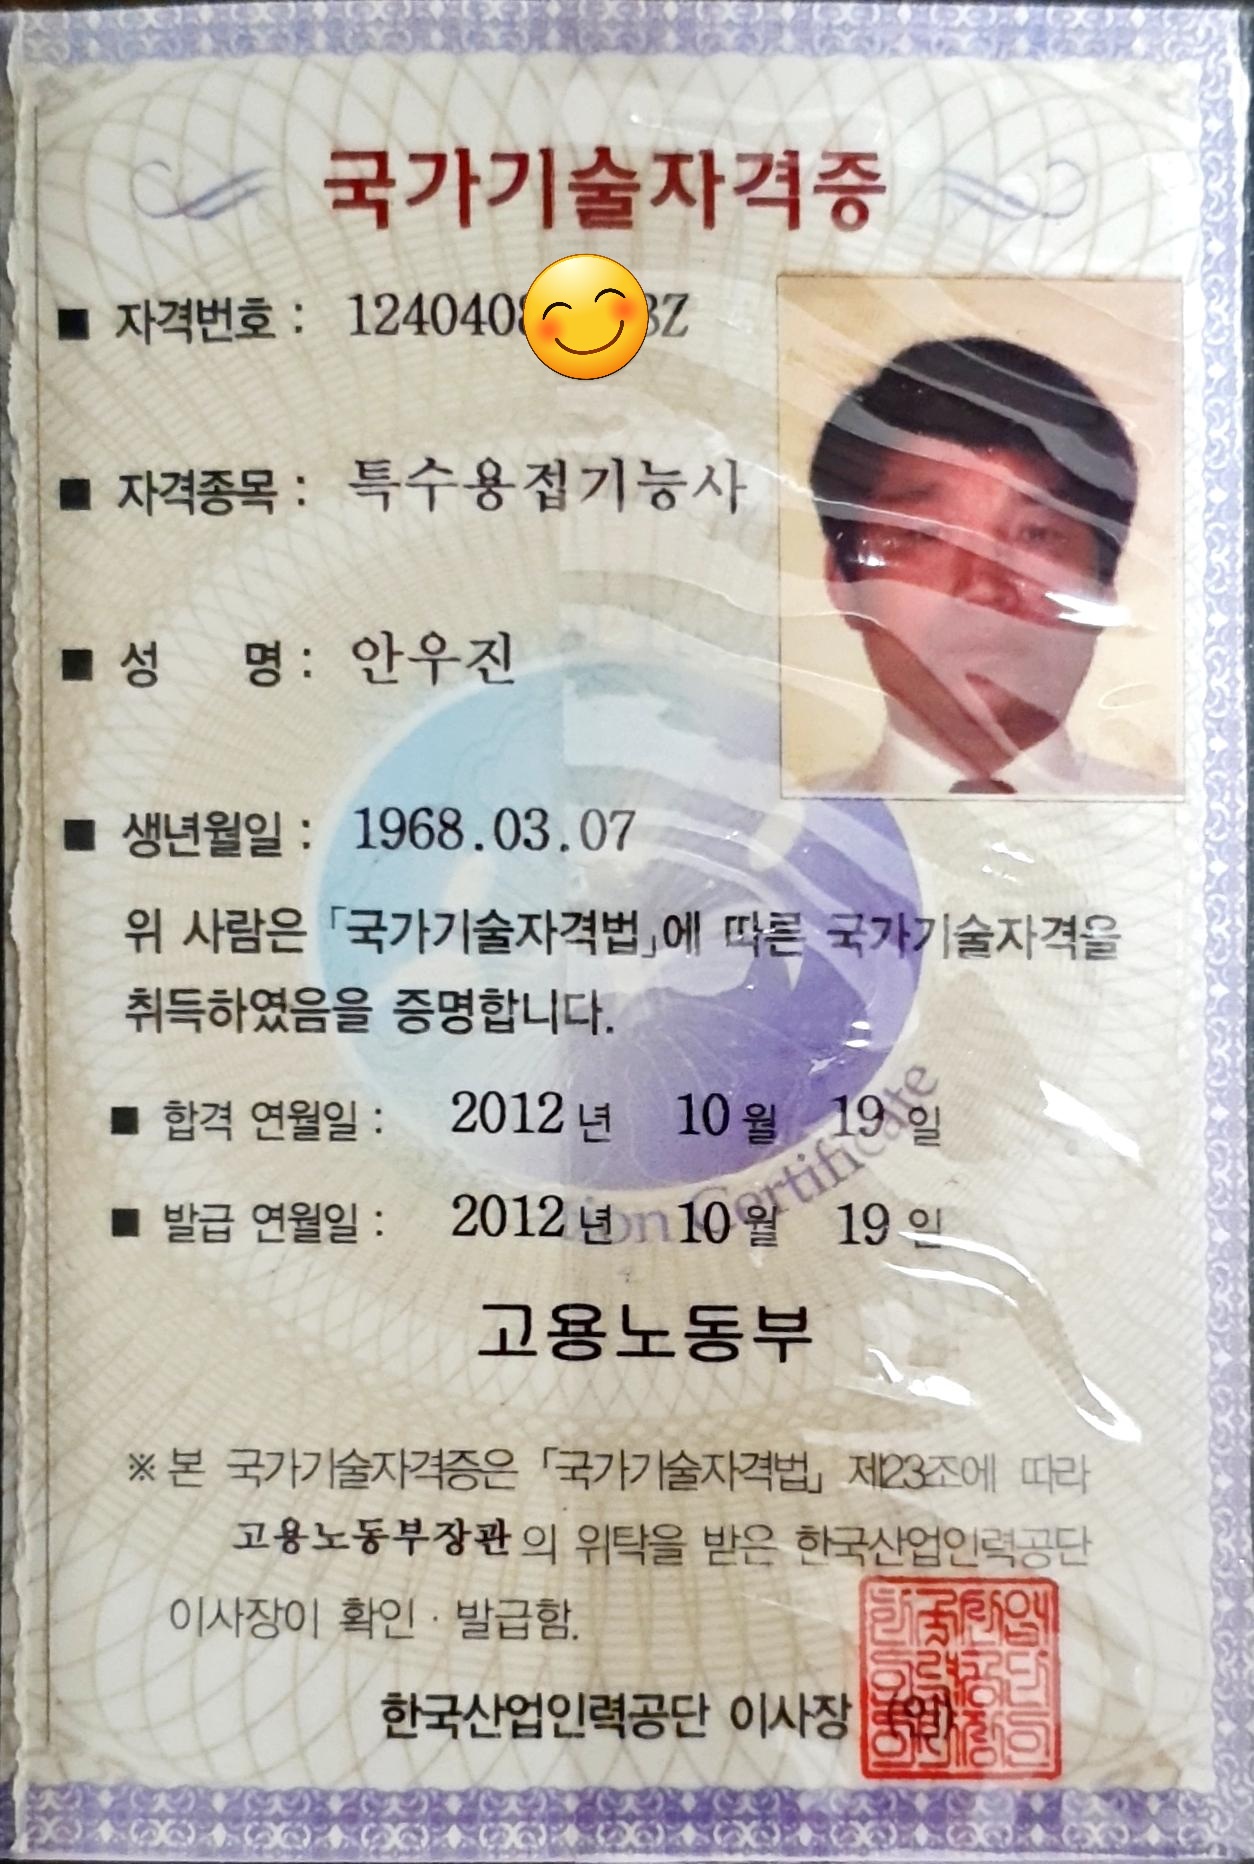 국가기술자격증
■ 자격번호 : 124040 3Z
■ 자격종목 : 특수용접기능사
■ 성 명 : 안우진
■ 생년월일 : 1968.03.07
위 사람은 「국가기술자격법」에 따른 국가기술자격을
취득하였음을 증명합니다.
■ 합격 연월일 : 2012 년 10 월 19 일
■ 발급 연월일 : 2012 년 10 월 19 일
Certificate
고용노동부
※ 본 국가기술자격증은 「국가기술자격법」 제23조에 따라
고용노동부장관의 위탁을 받은 한국산업인력공단
이사장이 확인 · 발급함.
한국산업인력공단 이사장 (인)